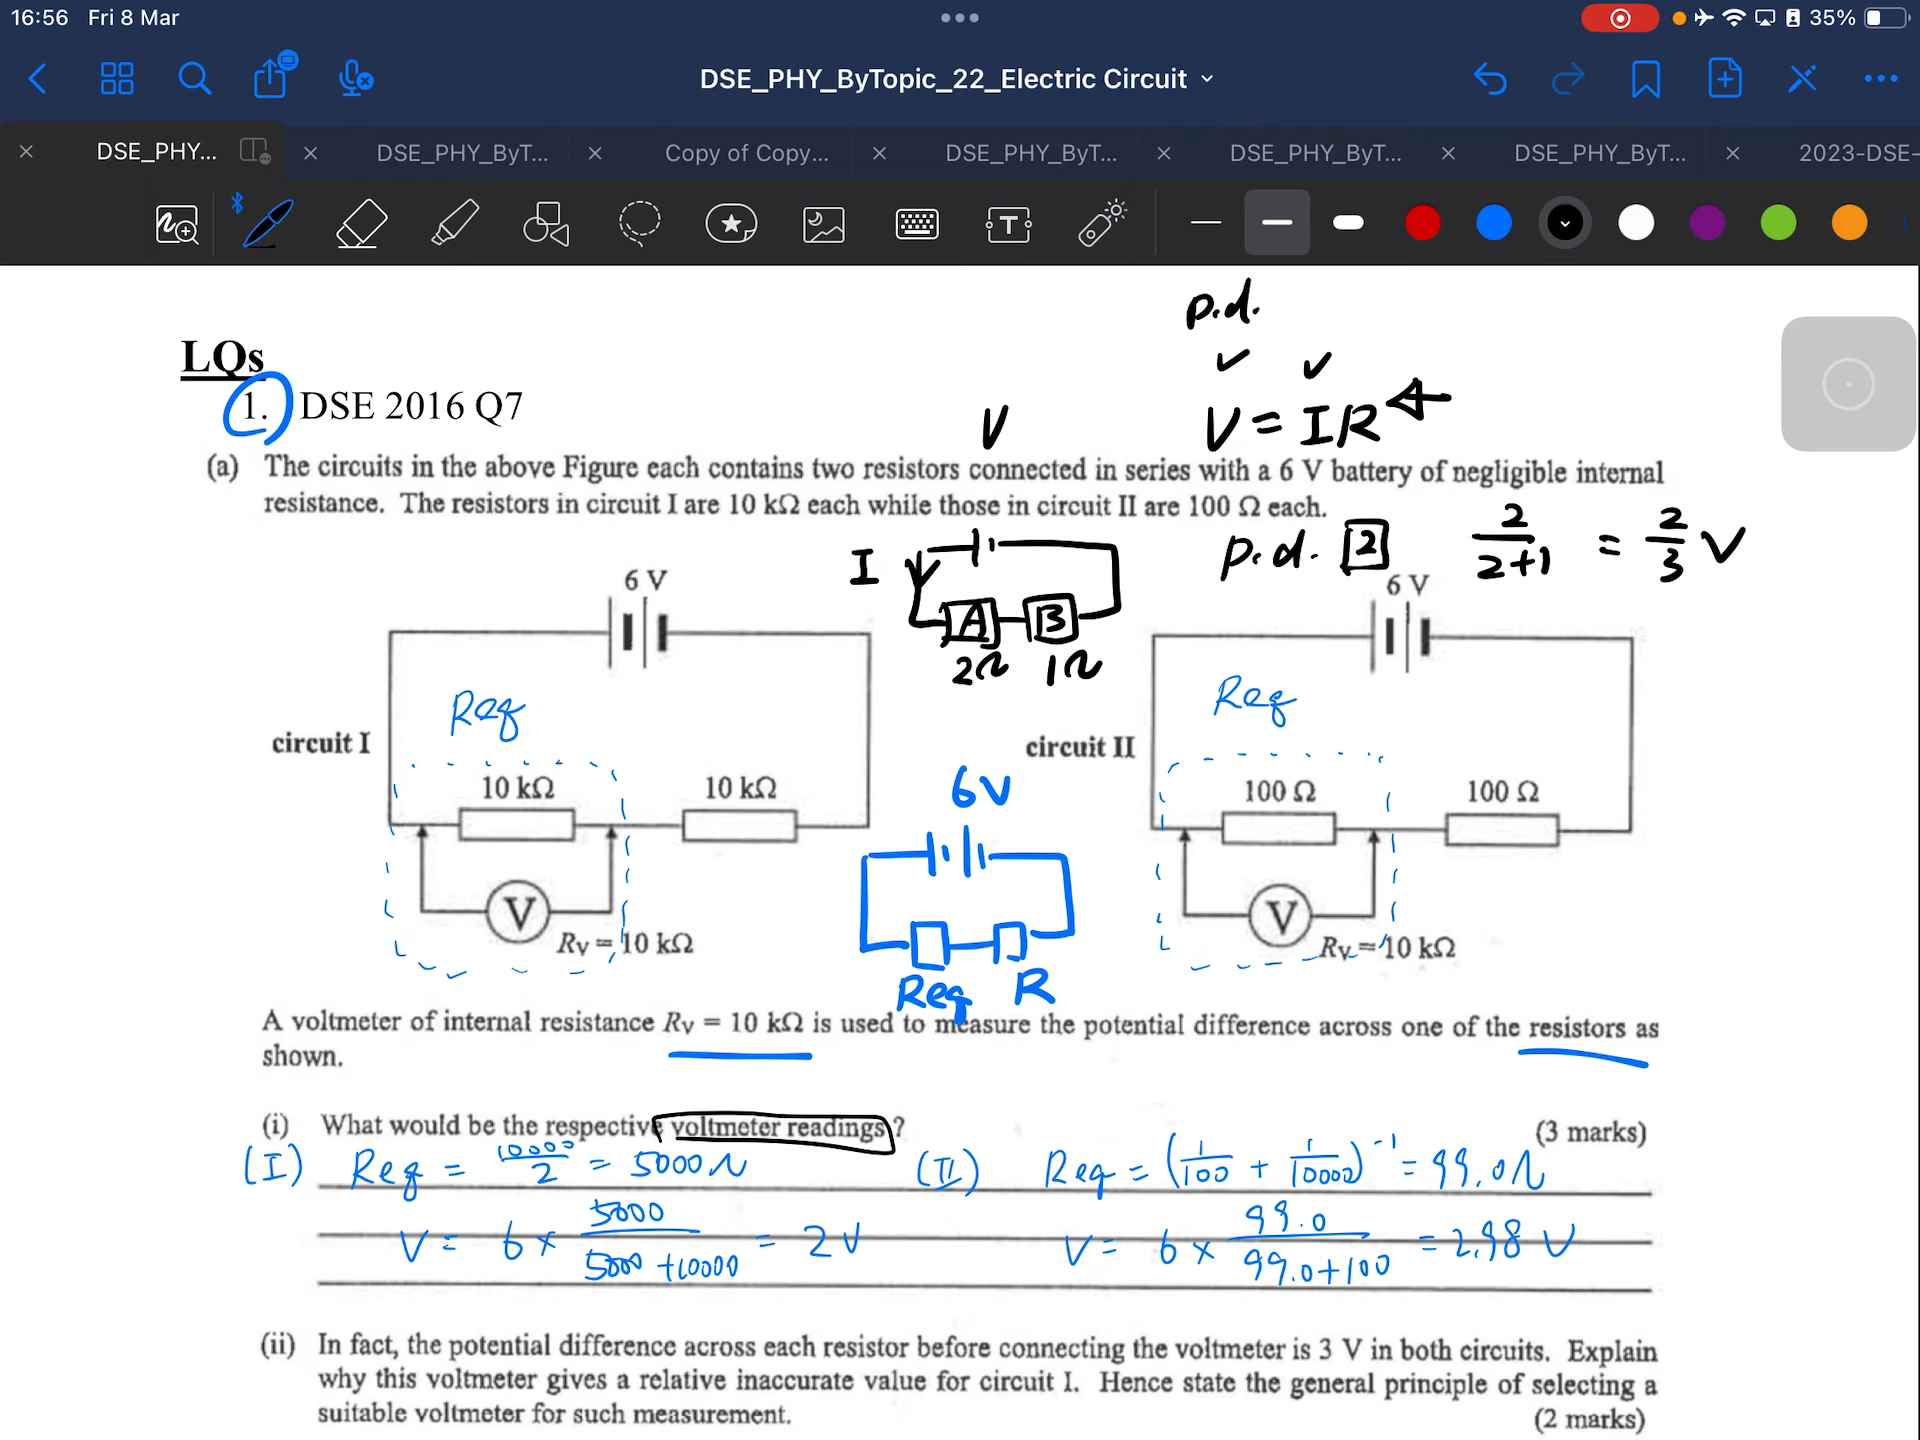 16:56 Fri 8 Mar
35%
DSE_PHY_ByTopic_22_Electric Circuit
DSE_PHY... DSE_PHY_ByT... Copy of Copy... DSE_PHY_ByT... DSE_PHY_ByT... DSE_PHY_ByT... 2023-DSE-
T
p.d.
✓ ✓
LQs
1. DSE 2016 Q7
V V = IR
(a) The circuits in the above Figure each contains two resistors connected in series with a 6 V battery of negligible internal
resistance. The resistors in circuit I are 10 kΩ each while those in circuit II are 100 Ω each.
I A B
2Ω 1Ω
p.d. 2 2/(2+1) = 2/3 V
6 V
6 V
Req
Req
circuit I
circuit II
10 kΩ 10 kΩ
6V
100 Ω 100 Ω
V
V
Rv = 10 kΩ
Rv = 10 kΩ
Req R
A voltmeter of internal resistance Rv = 10 kΩ is used to measure the potential difference across one of the resistors as
shown.
(i) What would be the respective voltmeter readings? (3 marks)
(I) Req = 10000/2 = 5000Ω (II) Req = (1/100 + 1/10000)⁻¹ = 99.0Ω
V = 6 × 5000/(5000+10000) = 2V V = 6 × 99.0/(99.0+100) = 2.98 V
(ii) In fact, the potential difference across each resistor before connecting the voltmeter is 3 V in both circuits. Explain
why this voltmeter gives a relative inaccurate value for circuit I. Hence state the general principle of selecting a
suitable voltmeter for such measurement. (2 marks)